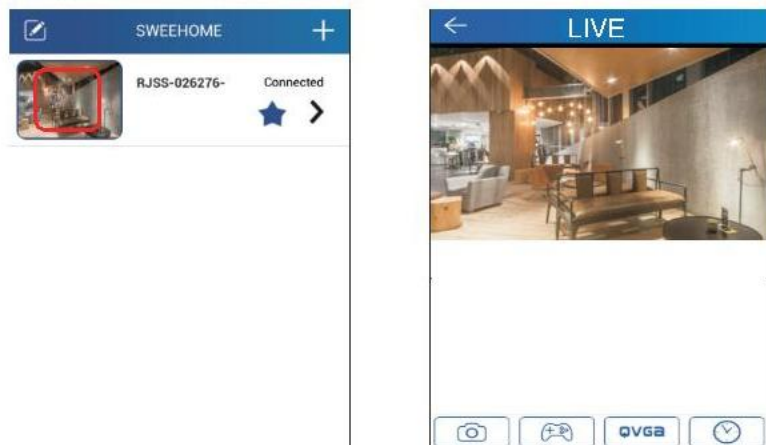 SWEEHOME
RJSS-026276-
Connected
LIVE
QVGA